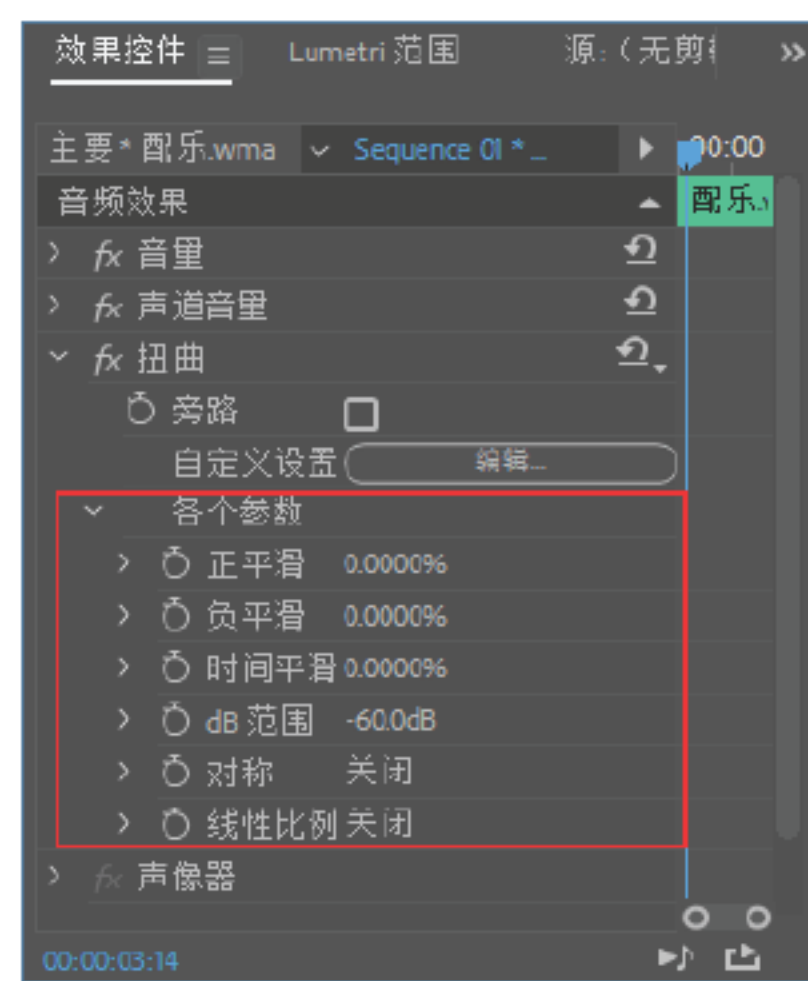 效果控件 ≡ Lumetri 范围 源:（无剪 »
主要* 配乐.wma Sequence 01 *... 00:00
音频效果 配乐.
fx 音量
fx 声道音量
fx 扭曲
旁路
自定义设置 编辑...
各个参数
正平滑 0.0000%
负平滑 0.0000%
时间平滑 0.0000%
dB 范围 -60.0dB
对称 关闭
线性比例 关闭
fx 声像器
00:00:03:14